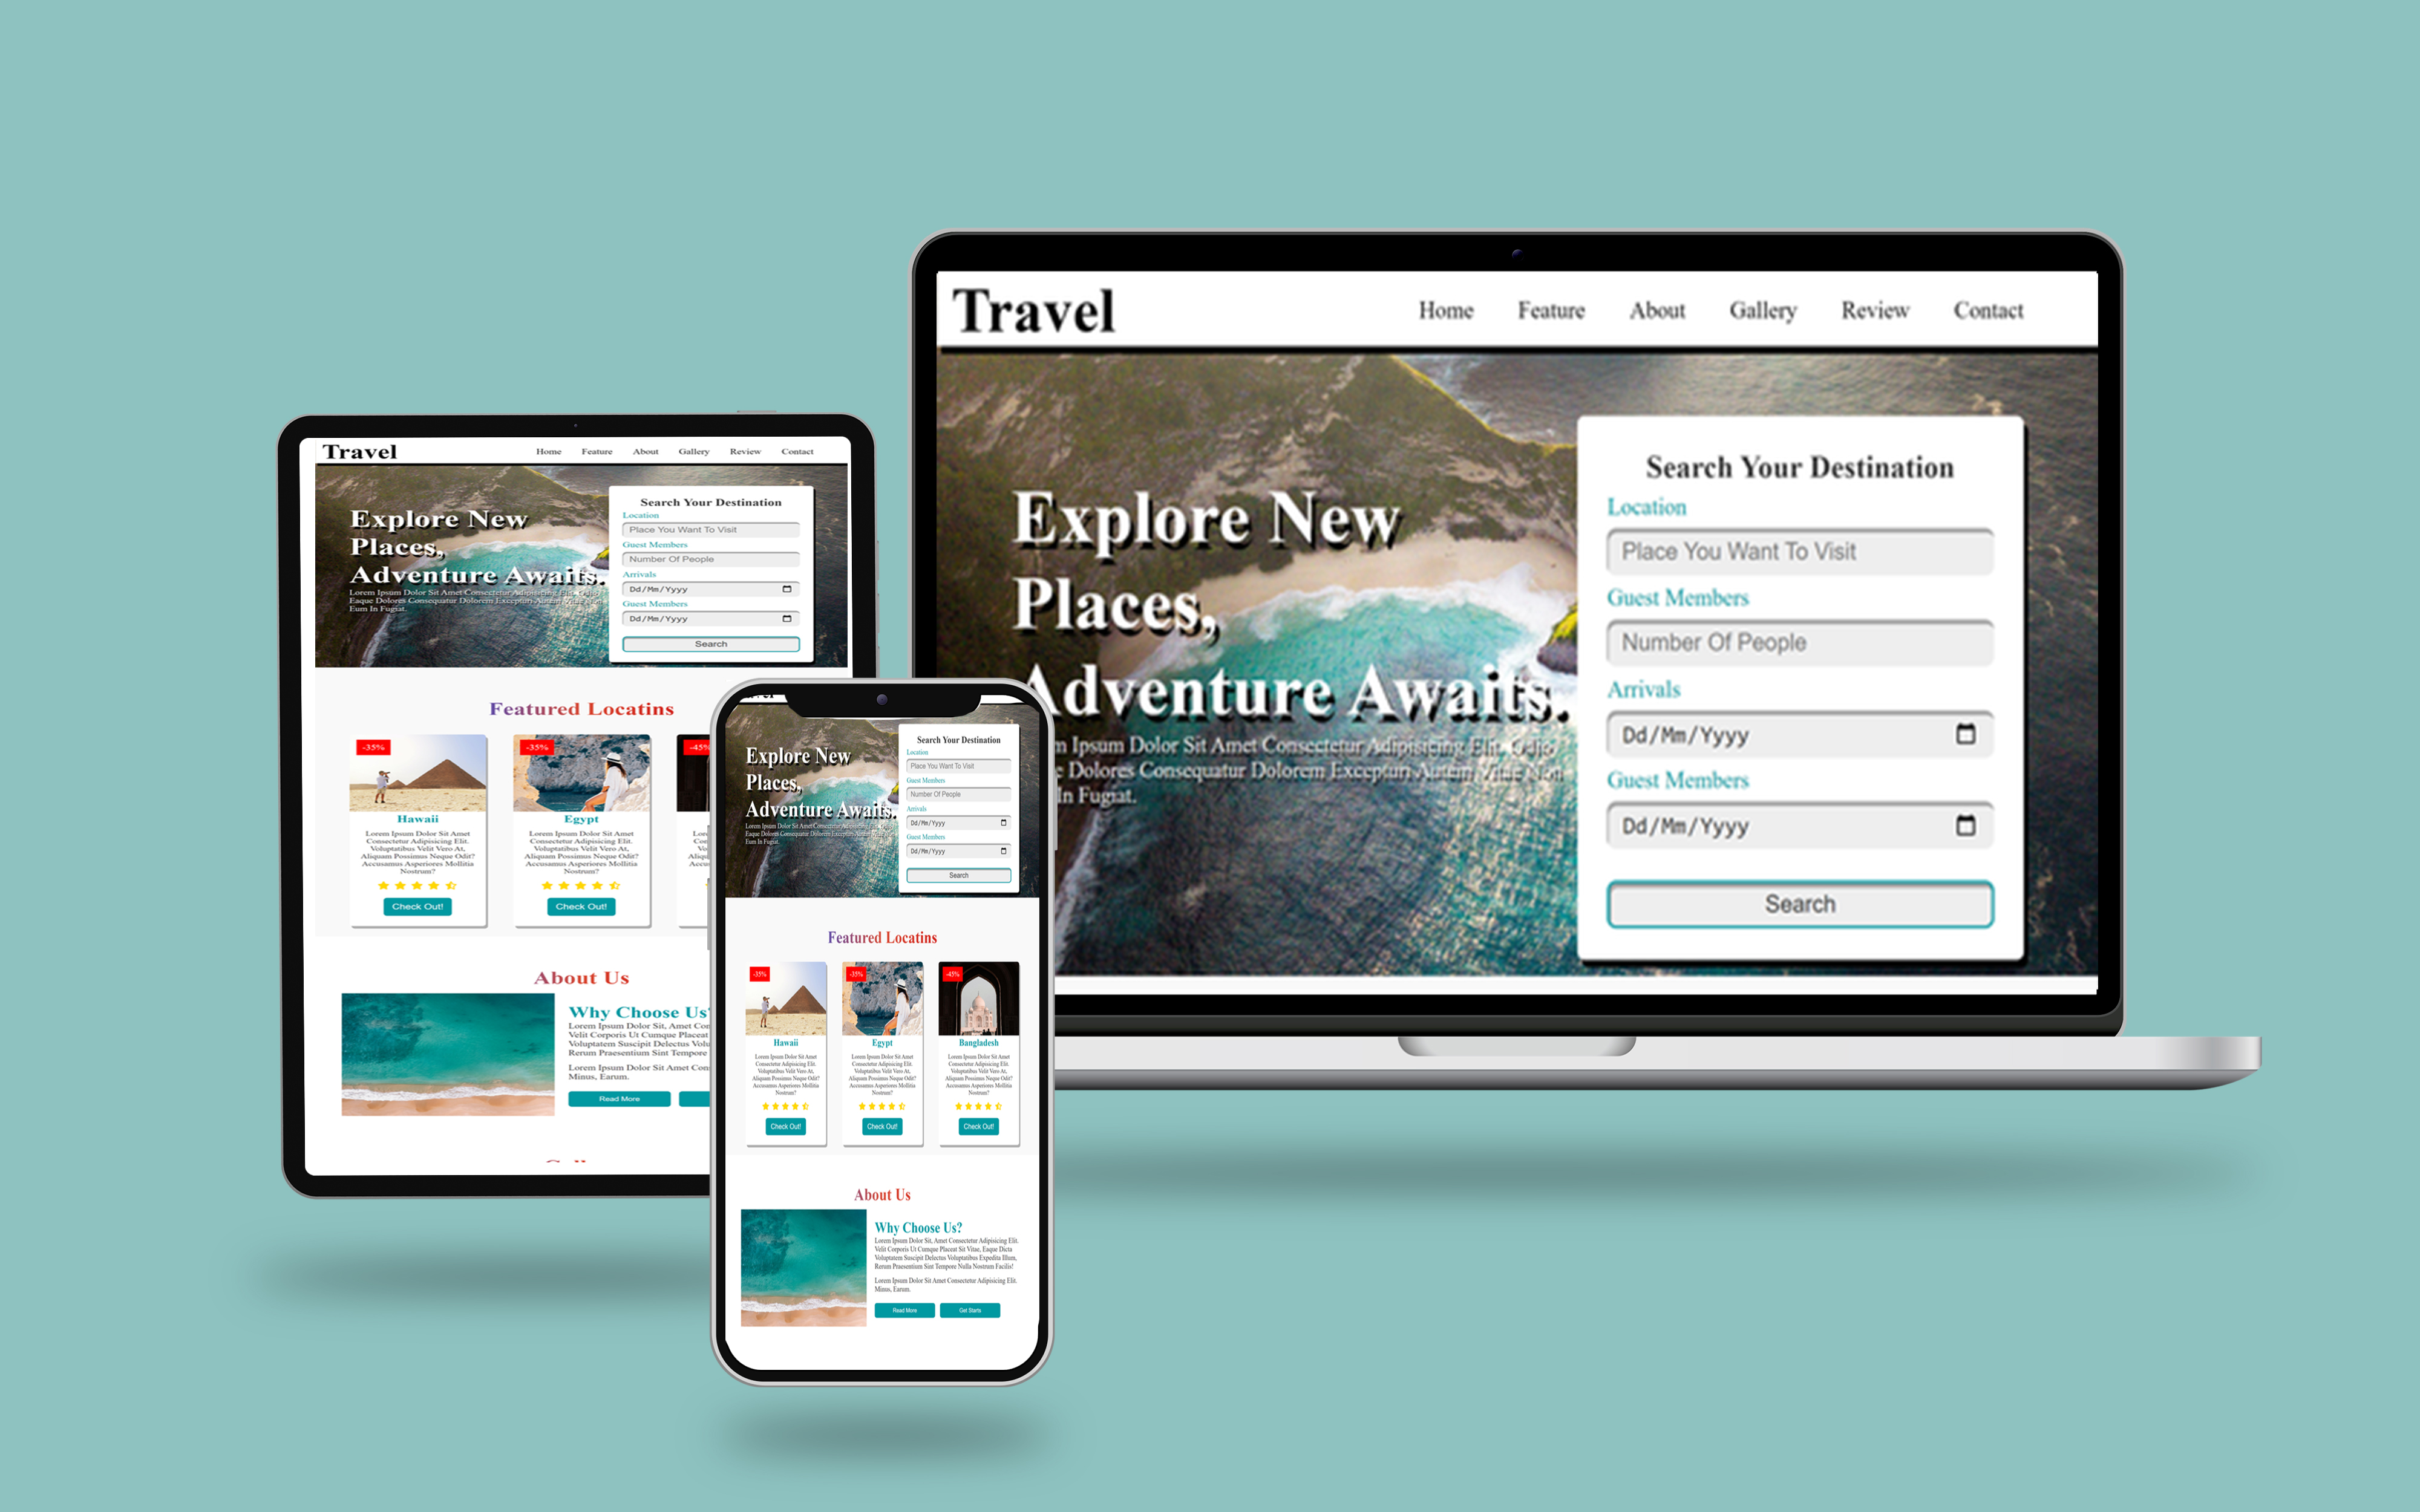 Travel
Home Feature About Gallery Review Contact
Explore New
Places,
Adventure Awaits.
Ipsum Dolor Sit Amet Consectetur Adipisicing Elit. Odio
Dolores Consequatur Dolorem Excepturi Autem, Vitae Non
In Fugiat.
Search Your Destination
Location
Place You Want To Visit
Guest Members
Number Of People
Arrivals
Dd/Mm/Yyyy
Guest Members
Dd/Mm/Yyyy
Search
Travel
Home Feature About Gallery Review Contact
Explore New
Places,
Adventure Awaits.
Lorem Ipsum Dolor Sit Amet Consectetur Adipisicing Elit. Odio
Eaque Dolores Consequatur Dolorem Excepturi Autem, Vitae Non
Eum In Fugiat.
Search Your Destination
Location
Place You Want To Visit
Guest Members
Number Of People
Arrivals
Dd/Mm/Yyyy
Guest Members
Dd/Mm/Yyyy
Search
Featured Locatins
-35%
Hawaii
Lorem Ipsum Dolor Sit Amet
Consectetur Adipisicing Elit.
Voluptatibus Velit Vero At,
Aliquam Possimus Neque Odit?
Accusamus Asperiores Mollitia
Nostrum?
Check Out!
-35%
Egypt
Lorem Ipsum Dolor Sit Amet
Consectetur Adipisicing Elit.
Voluptatibus Velit Vero At,
Aliquam Possimus Neque Odit?
Accusamus Asperiores Mollitia
Nostrum?
Check Out!
-45%
About Us
Why Choose Us?
Lorem Ipsum Dolor Sit, Amet Con
Velit Corporis Ut Cumque Placeat
Voluptatem Suscipit Delectus Volu
Rerum Praesentium Sint Tempore
Lorem Ipsum Dolor Sit Amet Con
Minus, Earum.
Read More
Explore New
Places,
Adventure Awaits.
Lorem Ipsum Dolor Sit Amet Consectetur Adipisicing
Eaque Dolores Consequatur Dolorem Excepturi Autem,
Eum In Fugiat.
Search Your Destination
Location
Place You Want To Visit
Guest Members
Number Of People
Arrivals
Dd/Mm/Yyyy
Guest Members
Dd/Mm/Yyyy
Search
Featured Locatins
-35%
Hawaii
Lorem Ipsum Dolor Sit Amet
Consectetur Adipisicing Elit.
Voluptatibus Velit Vero At,
Aliquam Possimus Neque Odit?
Accusamus Asperiores Mollitia
Nostrum?
Check Out!
-35%
Egypt
Lorem Ipsum Dolor Sit Amet
Consectetur Adipisicing Elit.
Voluptatibus Velit Vero At,
Aliquam Possimus Neque Odit?
Accusamus Asperiores Mollitia
Nostrum?
Check Out!
-45%
Bangladesh
Lorem Ipsum Dolor Sit Amet
Consectetur Adipisicing Elit.
Voluptatibus Velit Vero At,
Aliquam Possimus Neque Odit?
Accusamus Asperiores Mollitia
Nostrum?
Check Out!
About Us
Why Choose Us?
Lorem Ipsum Dolor Sit, Amet Consectetur Adipisicing Elit.
Velit Corporis Ut Cumque Placeat Sit Vitae, Eaque Dicta
Voluptatem Suscipit Delectus Voluptatibus Expedita Illum,
Rerum Praesentium Sint Tempore Nulla Nostrum Facilis!
Lorem Ipsum Dolor Sit Amet Consectetur Adipisicing Elit.
Minus, Earum.
Read More
Get Starts